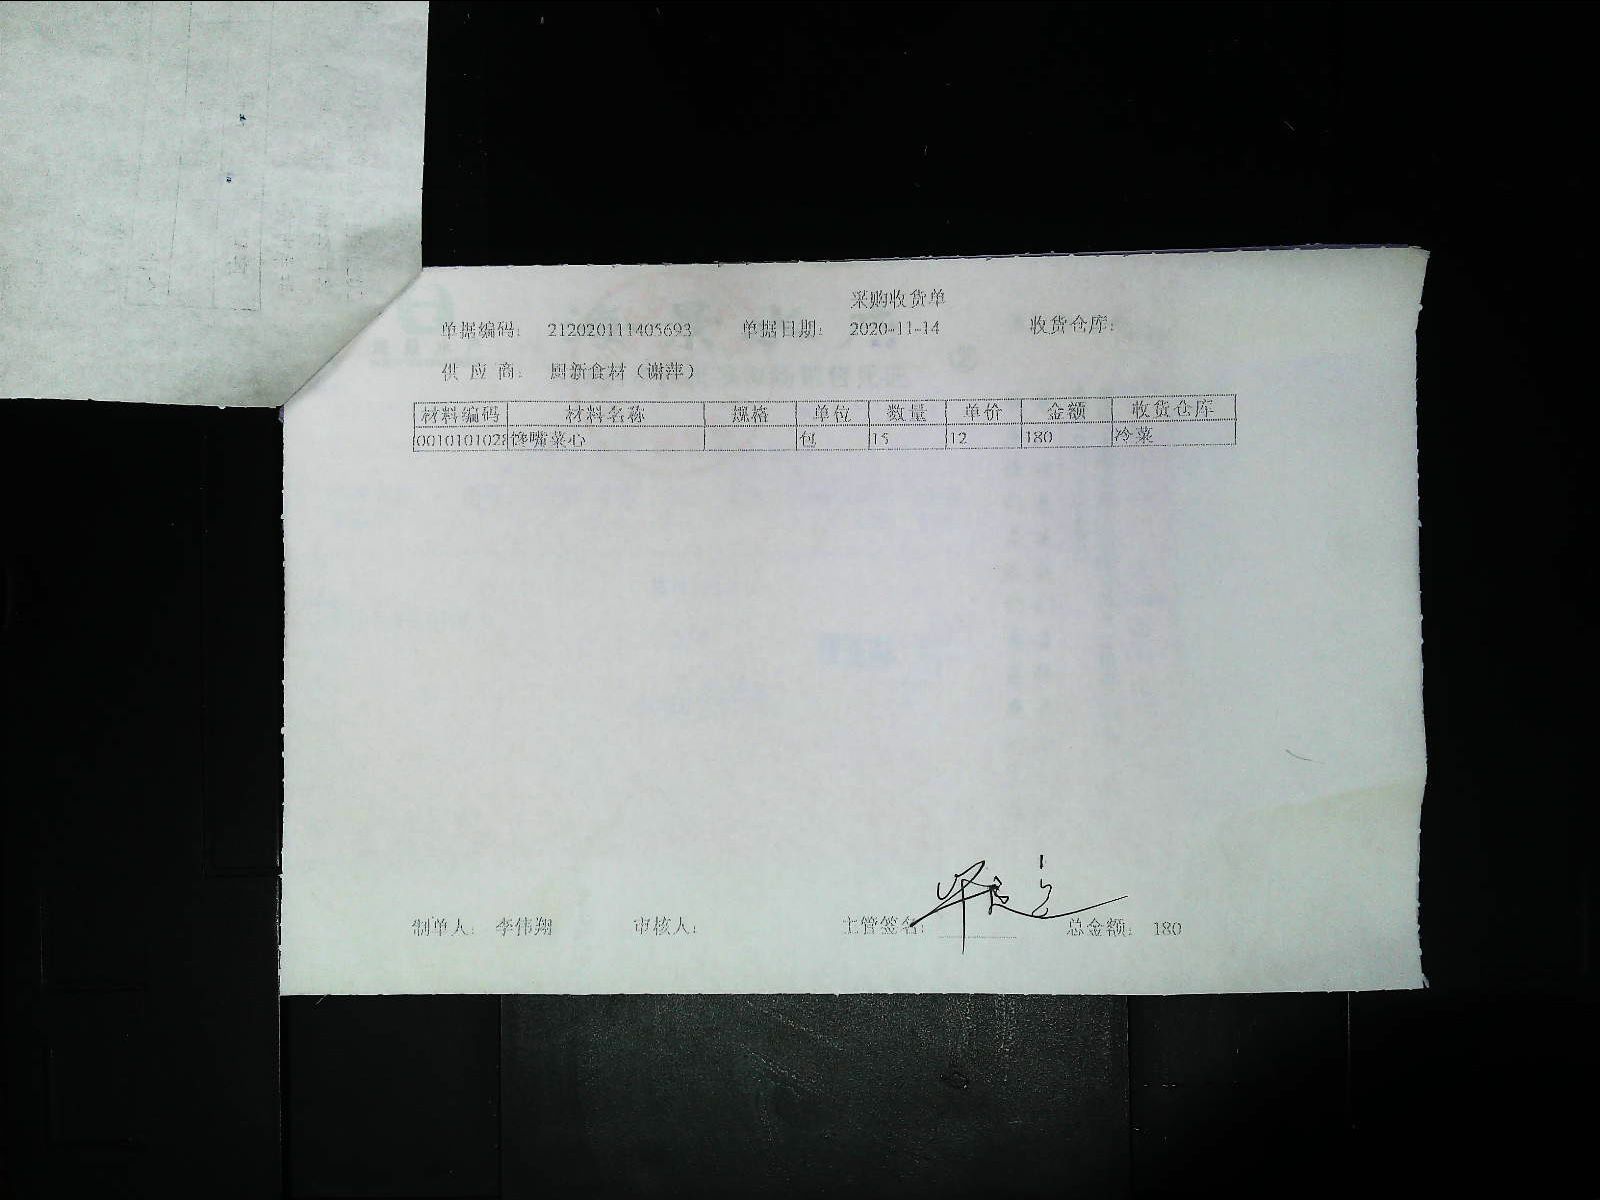 采购收货单
单据编码: 212020111405693 单据日期: 2020-11-14 收货仓库:
供应商: 周新食材（谢萍）
材料编码 材料名称 规格 单位 数量 单价 金额 收货仓库
0010101028 馋嘴菜心 包 15 12 180 冷菜
制单人: 李伟翔 审核人: 主管签名: 总金额: 180